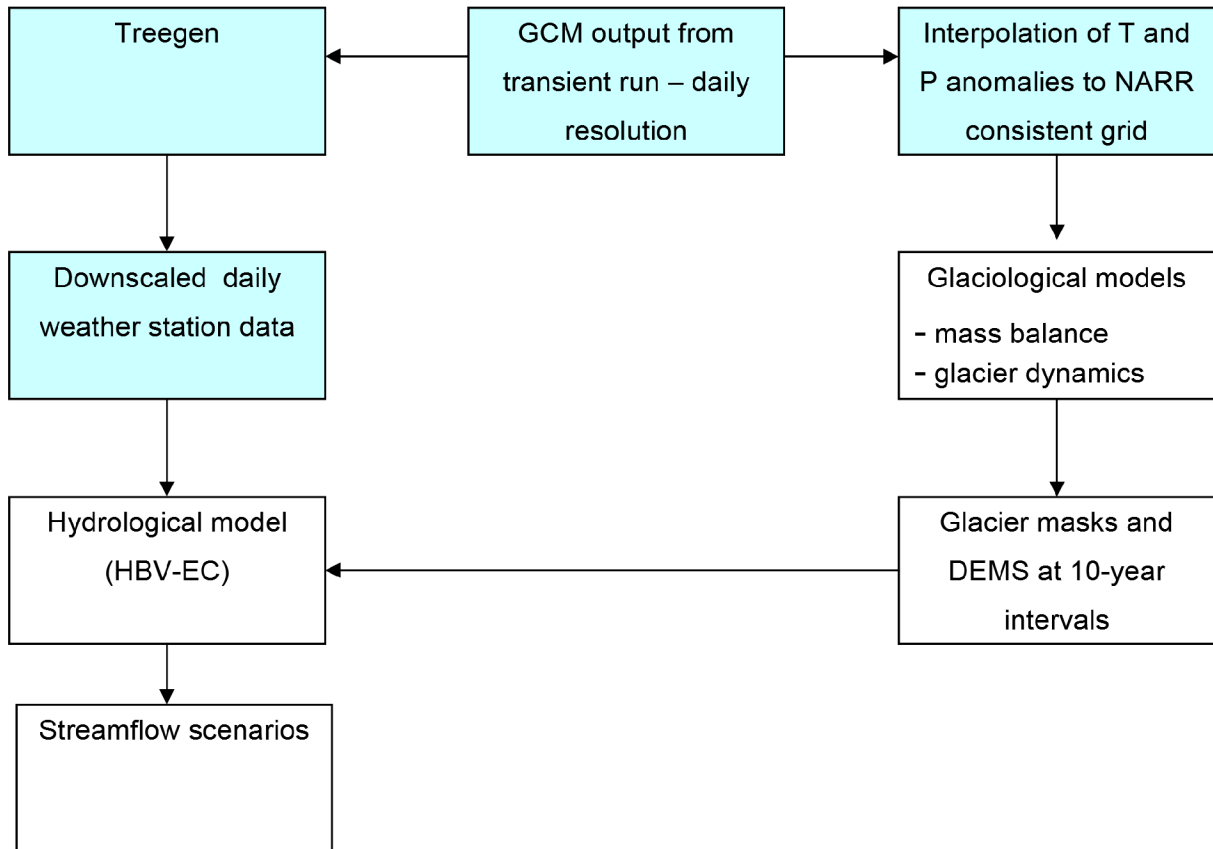 Treegen
GCM output from
transient run – daily
resolution
Interpolation of T and
P anomalies to NARR
consistent grid
Downscaled daily
weather station data
Glaciological models
- mass balance
- glacier dynamics
Hydrological model
(HBV-EC)
Glacier masks and
DEMS at 10-year
intervals
Streamflow scenarios